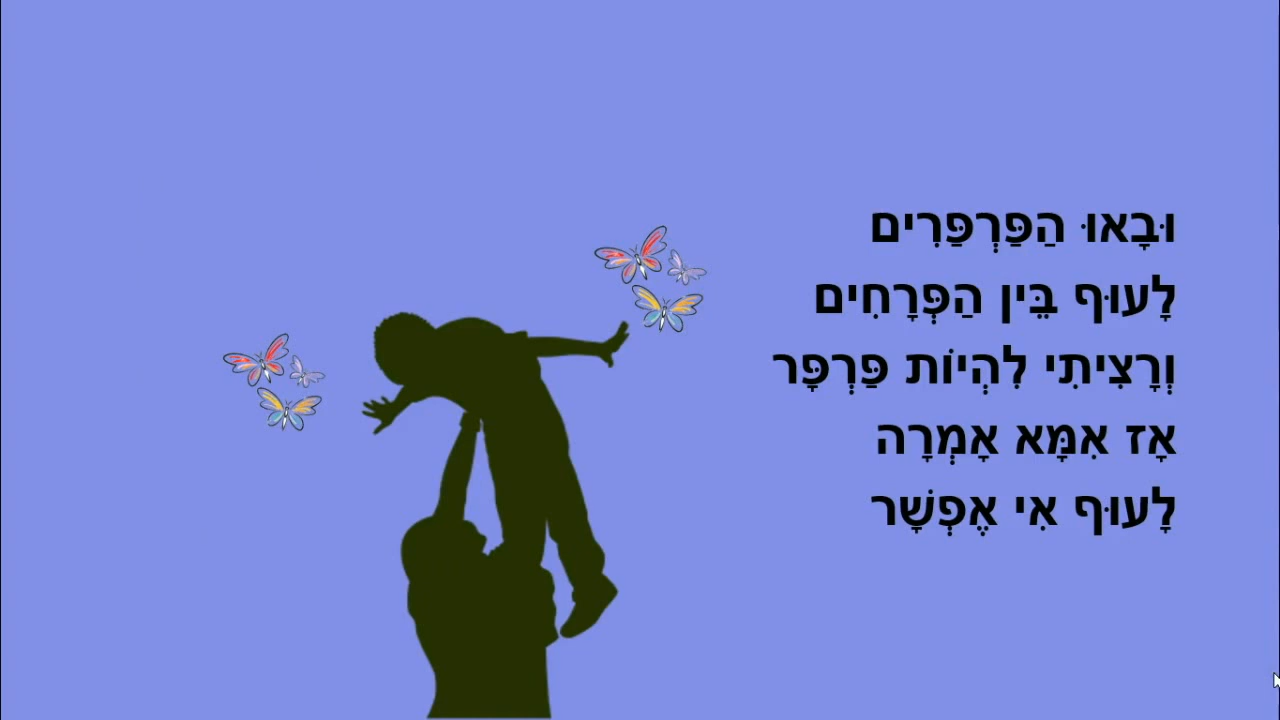 וּבָאוּ הַפַּרְפַּרִים
לָעוּף בֵּין הַפְּרָחִים
וְרָצִיתִי לִהְיוֹת פַּרְפָּר
אָז אִמָּא אָמְרָה
לָעוּף אִי אֶפְשָׁר